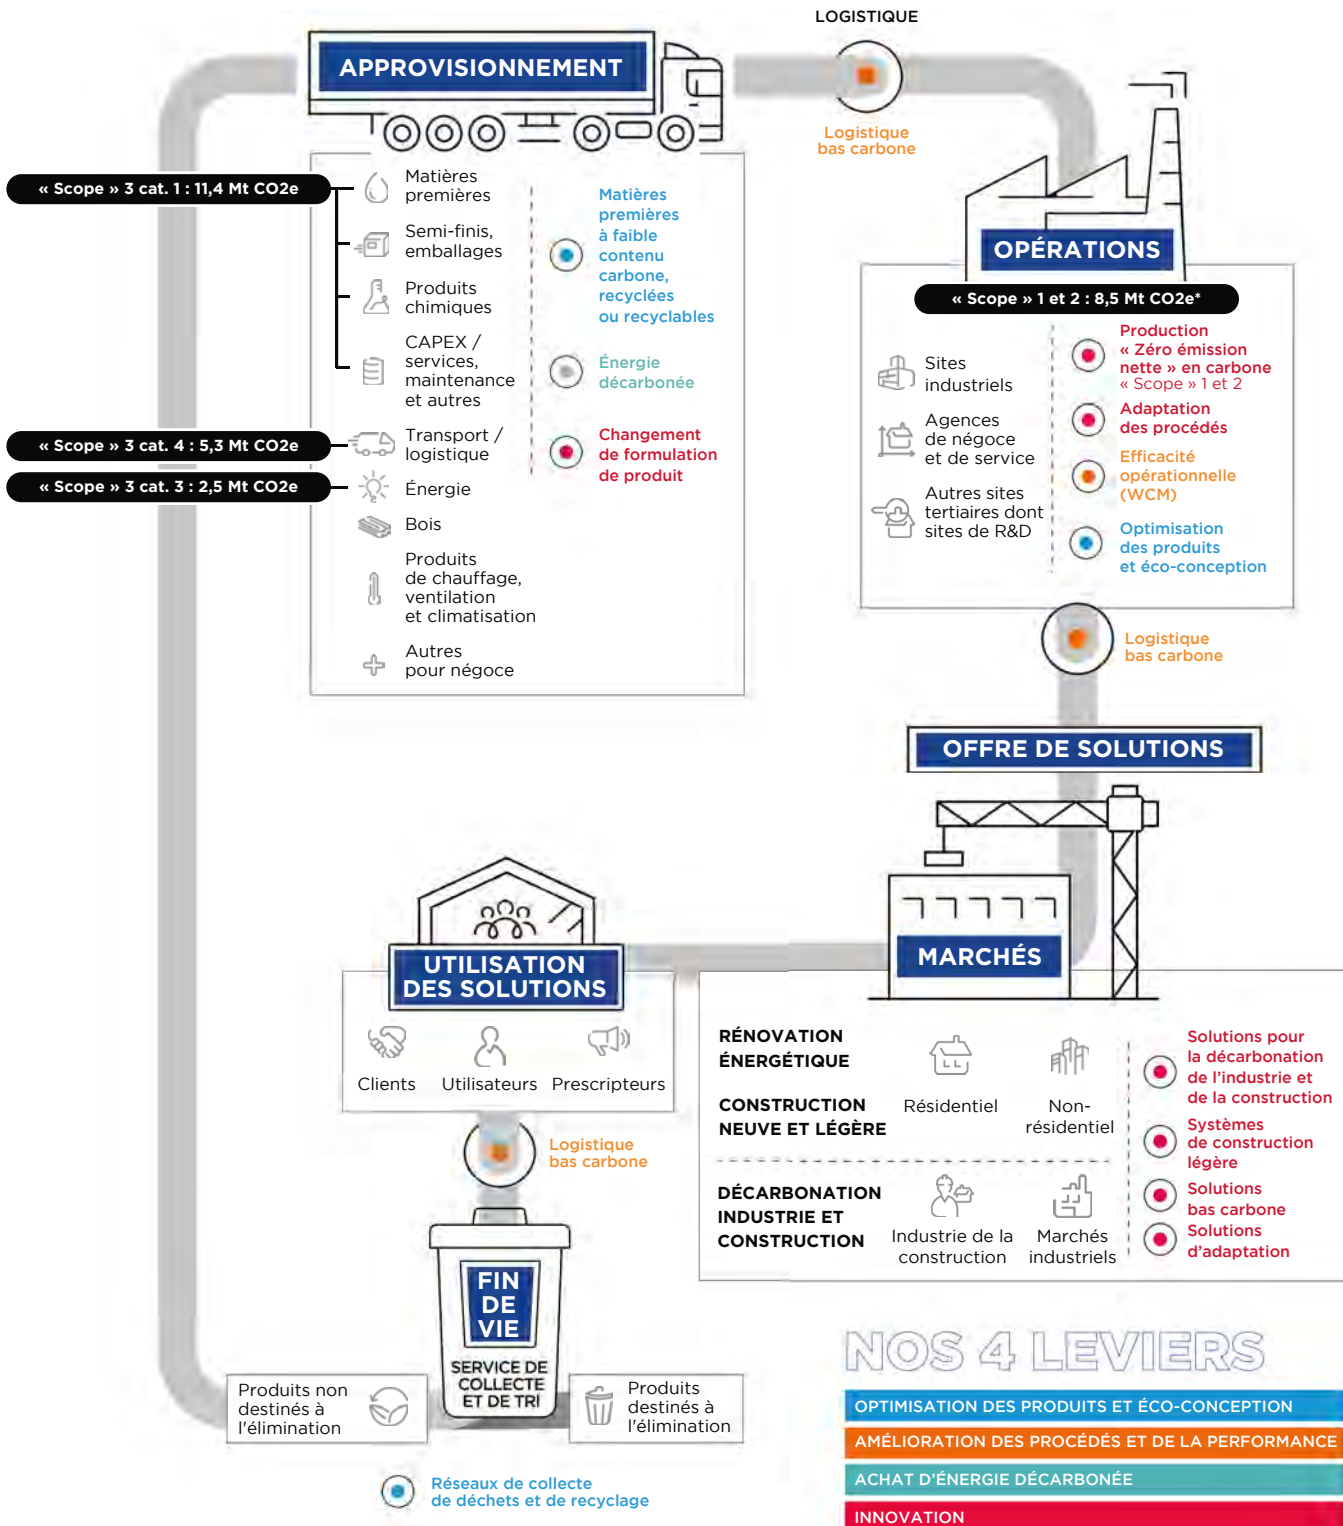 LOGISTIQUE
APPROVISIONNEMENT
Logistique
bas carbone
« Scope » 3 cat. 1 : 11,4 Mt CO2e
Matières
premières
Semi-finis,
emballages
Produits
chimiques
CAPEX /
services,
maintenance
et autres
« Scope » 3 cat. 4 : 5,3 Mt CO2e
Transport /
logistique
« Scope » 3 cat. 3 : 2,5 Mt CO2e
Énergie
Bois
Produits
de chauffage,
ventilation
et climatisation
Autres
pour négoce
Matières
premières
à faible
contenu
carbone,
recyclées
ou recyclables
Énergie
décarbonée
Changement
de formulation
de produit
OPÉRATIONS
« Scope » 1 et 2 : 8,5 Mt CO2e*
Sites
industriels
Agences
de négoce
et de service
Autres sites
tertiaires dont
sites de R&D
Production
« Zéro émission
nette » en carbone
« Scope » 1 et 2
Adaptation
des procédés
Efficacité
opérationnelle
(WCM)
Optimisation
des produits
et éco-conception
Logistique
bas carbone
OFFRE DE SOLUTIONS
MARCHÉS
RÉNOVATION
ÉNERGÉTIQUE
CONSTRUCTION
NEUVE ET LÉGÈRE
Résidentiel
Non-
résidentiel
DÉCARBONATION
INDUSTRIE ET
CONSTRUCTION
Industrie de la
construction
Marchés
industriels
Solutions pour
la décarbonation
de l'industrie et
de la construction
Systèmes
de construction
légère
Solutions
bas carbone
Solutions
d'adaptation
UTILISATION
DES SOLUTIONS
Clients
Utilisateurs
Prescripteurs
Logistique
bas carbone
FIN
DE
VIE
SERVICE DE
COLLECTE
ET DE TRI
Produits non
destinés à
l'élimination
Produits
destinés à
l'élimination
Réseaux de collecte
de déchets et de recyclage
NOS 4 LEVIERS
OPTIMISATION DES PRODUITS ET ÉCO-CONCEPTION
AMÉLIORATION DES PROCÉDÉS ET DE LA PERFORMANCE
ACHAT D'ÉNERGIE DÉCARBONÉE
INNOVATION